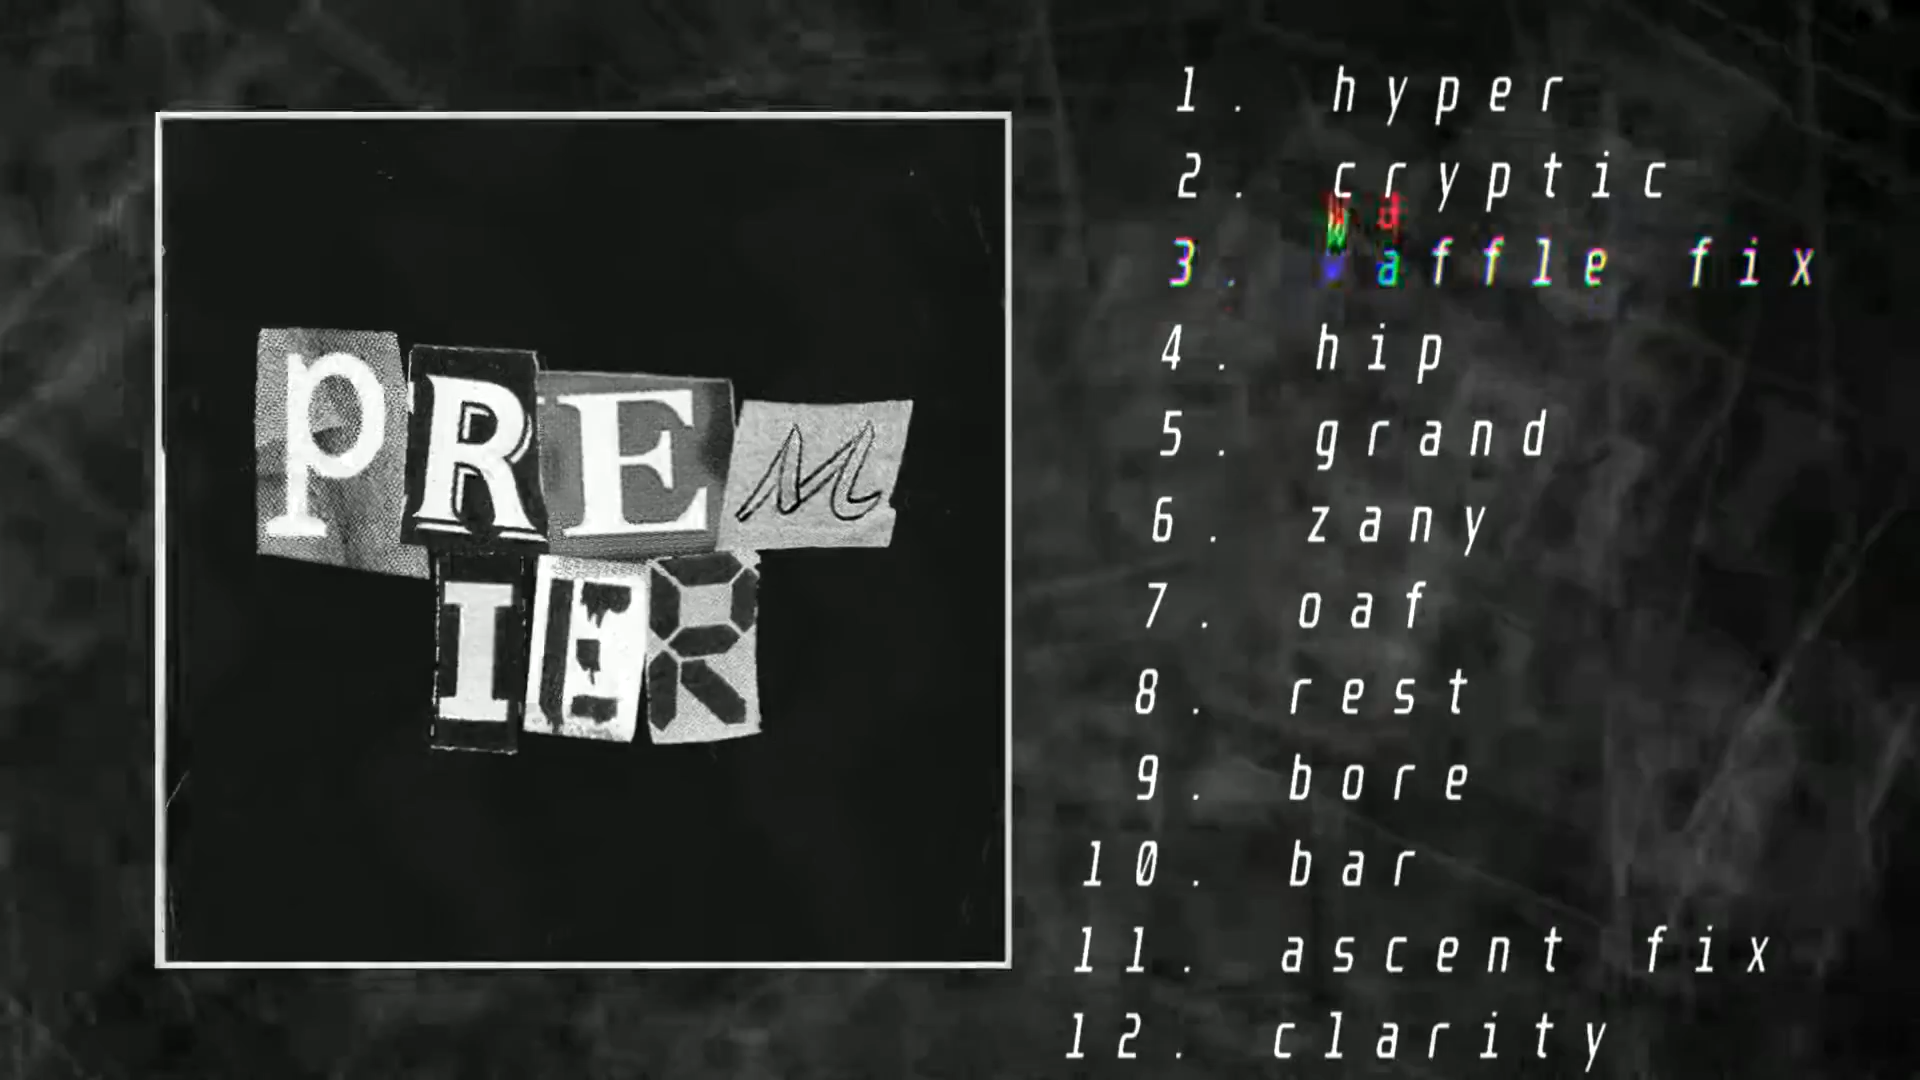 PREM
IER
1. hyper
2. cryptic
3. waffle fix
4. hip
5. grand
6. zany
7. oaf
8. rest
9. bore
10. bar
11. ascent fix
12. clarity